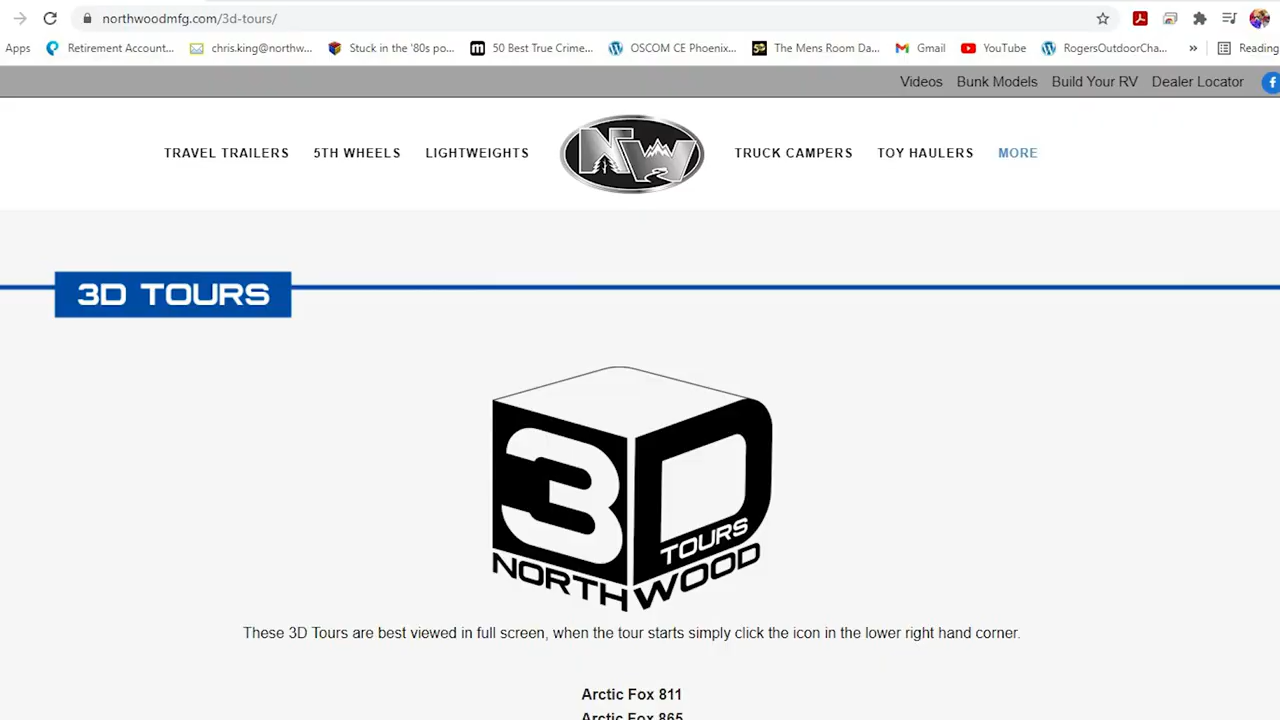 northwoodmfg.com/3d-tours/
Apps Retirement Account... chris.king@northw... Stuck in the '80s po... 50 Best True Crime... OSCOM CE Phoenix... The Mens Room Da... Gmail YouTube RogersOutdoorCha... » Reading
Videos Bunk Models Build Your RV Dealer Locator
TRAVEL TRAILERS 5TH WHEELS LIGHTWEIGHTS NW TRUCK CAMPERS TOY HAULERS MORE
3D TOURS
3D
TOURS
NORTHWOOD
These 3D Tours are best viewed in full screen, when the tour starts simply click the icon in the lower right hand corner.
Arctic Fox 811
Arctic Fox 865